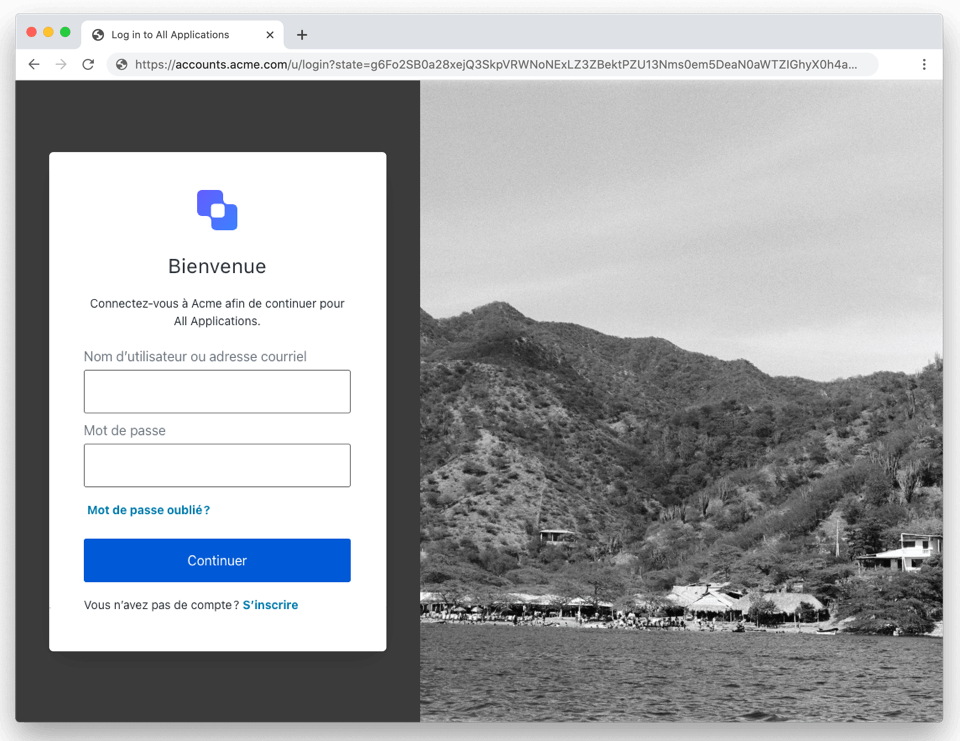 Log in to All Applications
https://accounts.acme.com/u/login?state=g6Fo2SB0a28xejQ3SkpVRWNoNExLZ3ZBektPZU13Nms0em5DeaN0aWTZIGhyX0h4a...
Bienvenue
Connectez-vous à Acme afin de continuer pour
All Applications.
Nom d’utilisateur ou adresse courriel
Mot de passe
Mot de passe oublié ?
Continuer
Vous n’avez pas de compte ? S’inscrire